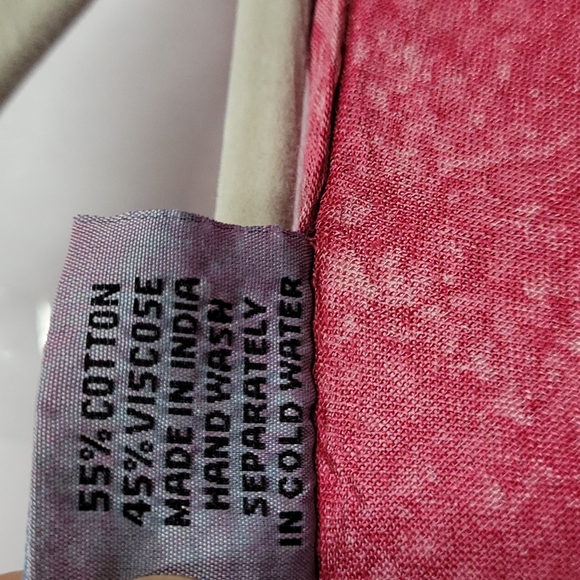 55% COTTON
45% VISCOSE
MADE IN INDIA
HAND WASH
SEPARATELY
IN COLD WATER